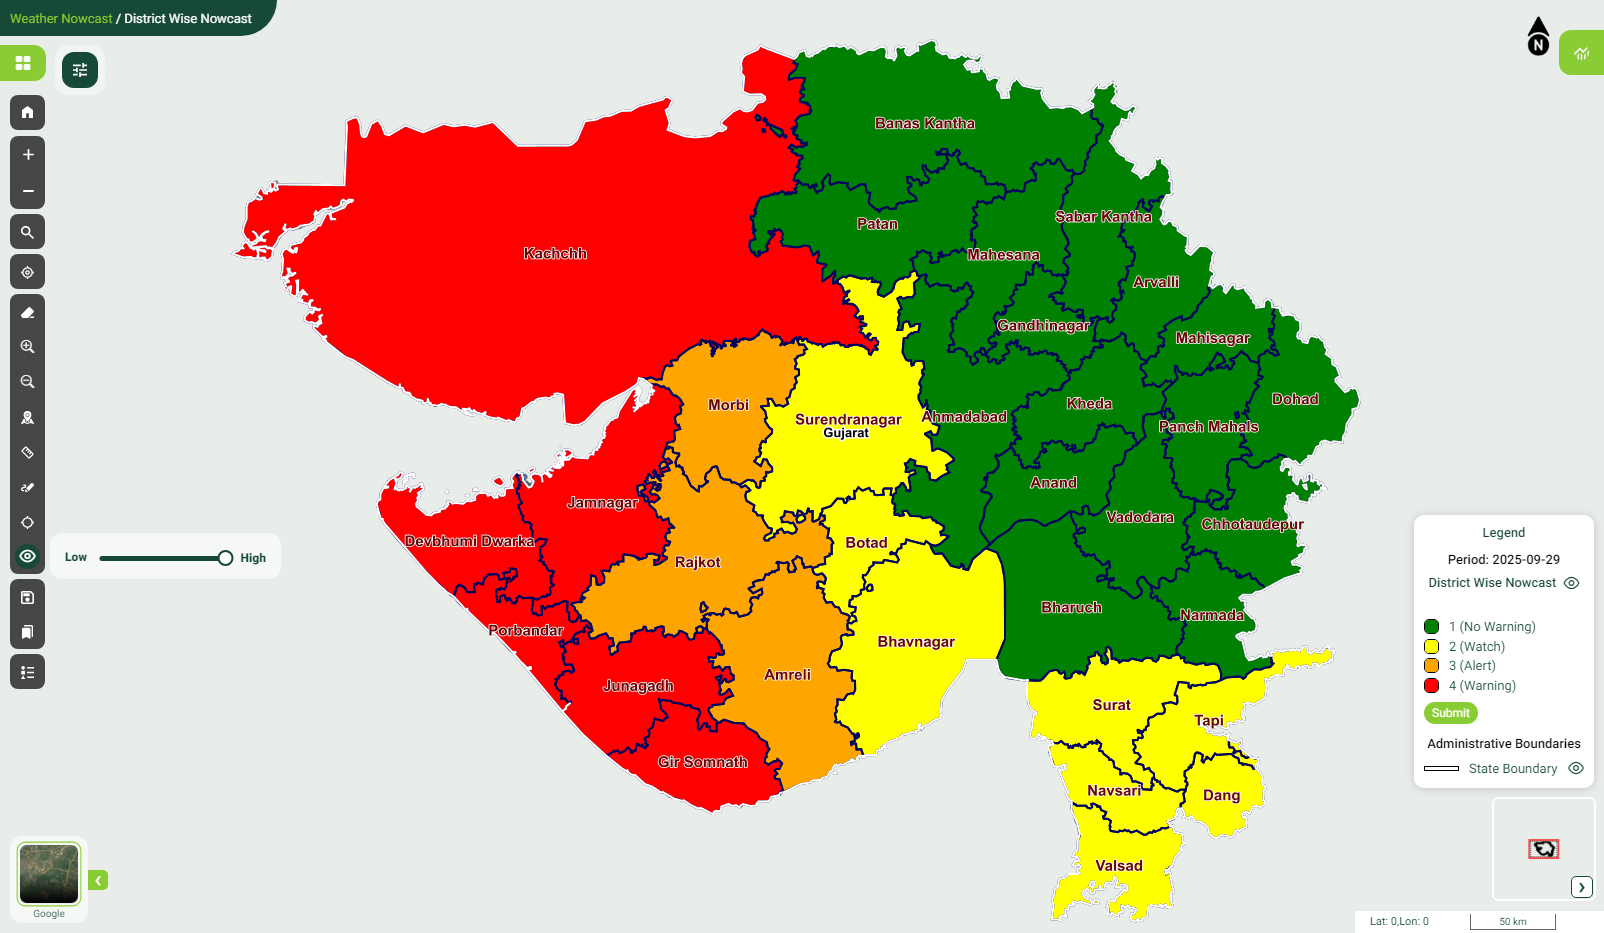 Weather Nowcast / District Wise Nowcast
N
Banas Kantha
Patan
Sabar Kantha
Kachchh
Mahesana
Arvalli
Gandhinagar
Mahisagar
Morbi
Surendranagar
Gujarat
Ahmadabad
Kheda
Dohad
Panch Mahals
Anand
Jamnagar
Vadodara
Chhotaudepur
Devbhumi Dwarka
Botad
Rajkot
Low
High
Bharuch
Narmada
Porbandar
Bhavnagar
Amreli
Junagadh
Surat
Tapi
Gir Somnath
Navsari
Dang
Valsad
Legend
Period: 2025-09-29
District Wise Nowcast
1 (No Warning)
2 (Watch)
3 (Alert)
4 (Warning)
Submit
Administrative Boundaries
State Boundary
Google
Lat: 0,Lon: 0
50 km